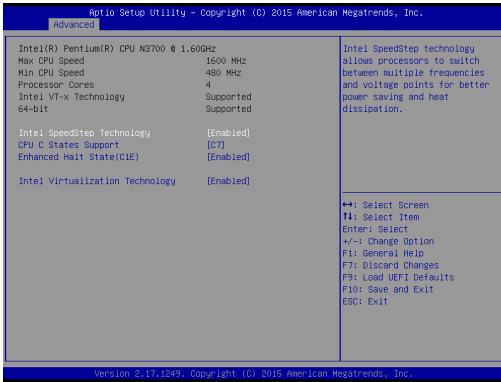 Aptio Setup Utility - Copyright (C) 2015 American Megatrends, Inc.
Advanced
Intel(R) Pentium(R) CPU N3700 @ 1.60GHz
Max CPU Speed 1600 MHz
Min CPU Speed 480 MHz
Processor Cores 4
Intel VT-x Technology Supported
64-bit Supported
Intel SpeedStep Technology [Enabled]
CPU C States Support [C7]
Enhanced Halt State(C1E) [Enabled]
Intel Virtualization Technology [Enabled]
Intel SpeedStep technology
allows processors to switch
between multiple frequencies
and voltage points for better
power saving and heat
dissipation.
↔: Select Screen
↑↓: Select Item
Enter: Select
+/-: Change Option
F1: General Help
F7: Discard Changes
F9: Load UEFI Defaults
F10: Save and Exit
ESC: Exit
Version 2.17.1249. Copyright (C) 2015 American Megatrends, Inc.